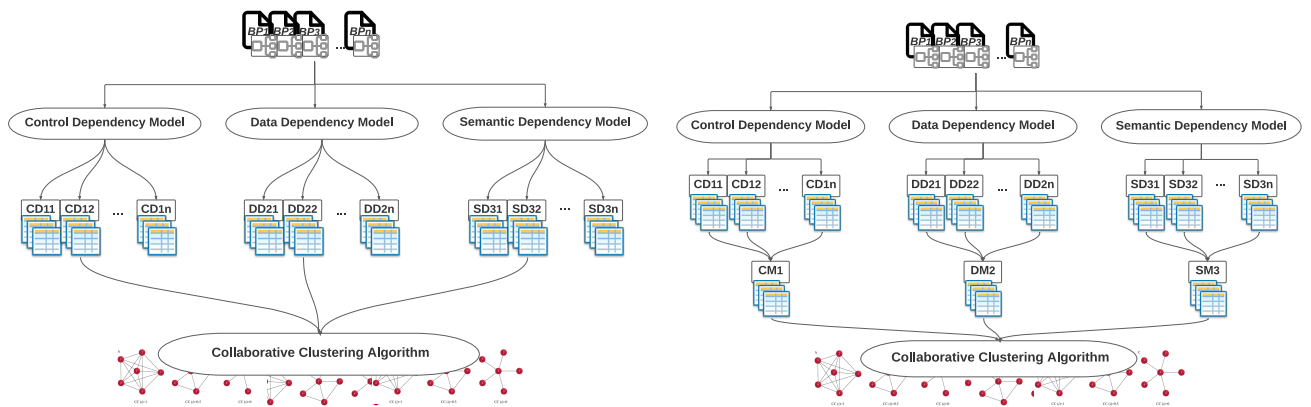 BP1 BP2 BP3 ... BPn
Control Dependency Model Data Dependency Model Semantic Dependency Model
CD11 CD12 ... CD1n DD21 DD22 ... DD2n SD31 SD32 ... SD3n
Collaborative Clustering Algorithm
BP1 BP2 BP3 ... BPn
Control Dependency Model Data Dependency Model Semantic Dependency Model
CD11 CD12 ... CD1n DD21 DD22 ... DD2n SD31 SD32 ... SD3n
CM1 DM2 SM3
Collaborative Clustering Algorithm